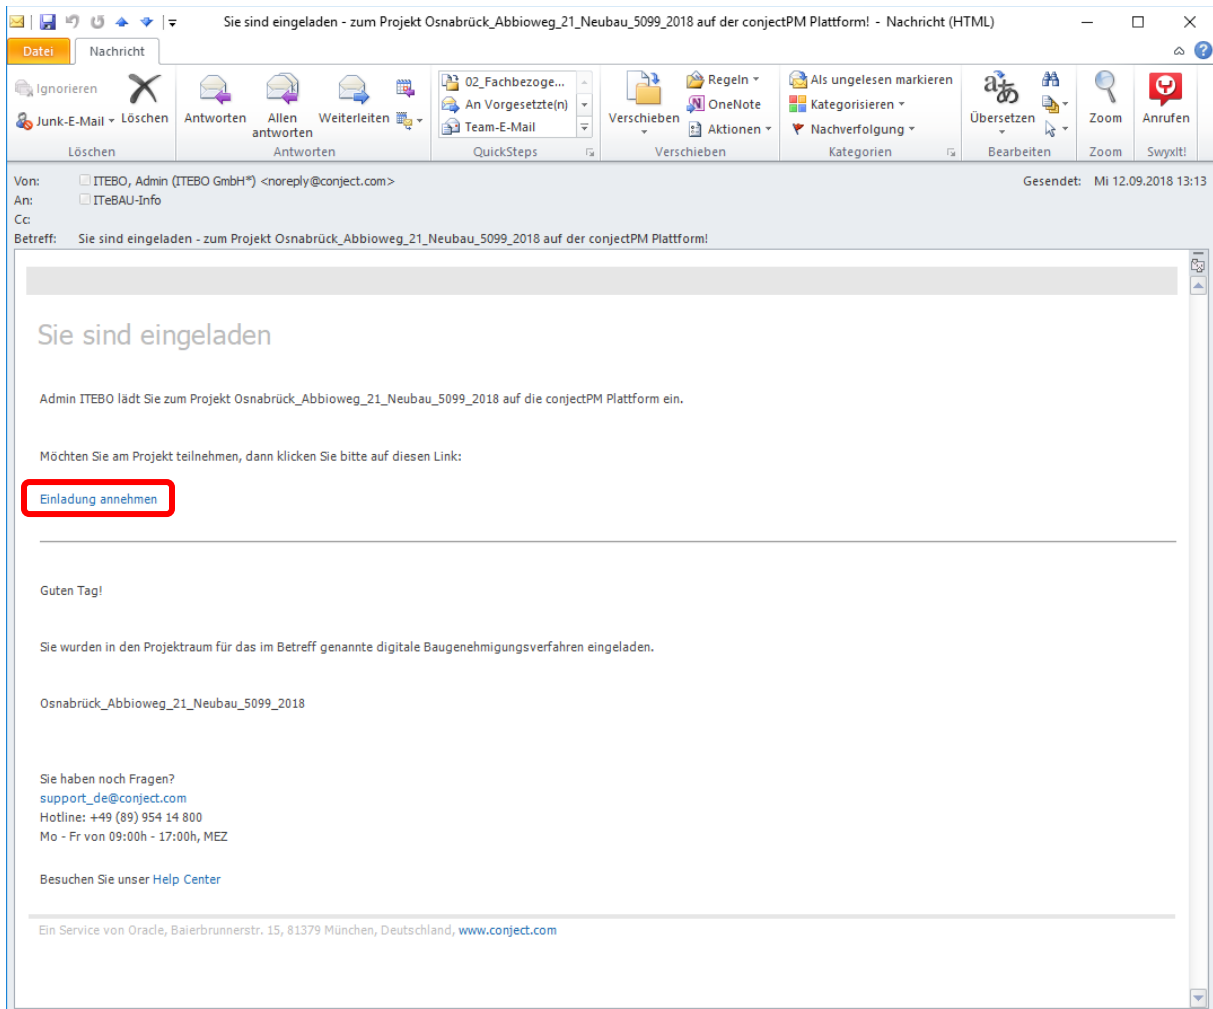 Sie sind eingeladen - zum Projekt Osnabrück_Abbioweg_21_Neubau_5099_2018 auf der conjectPM Plattform! - Nachricht (HTML)
Datei Nachricht
Ignorieren
Junk-E-Mail
Löschen
Löschen
Antworten
Allen antworten
Weiterleiten
Antworten
02_Fachbezoge...
An Vorgesetzte(n)
Team-E-Mail
QuickSteps
Verschieben
Regeln
OneNote
Aktionen
Verschieben
Als ungelesen markieren
Kategorisieren
Nachverfolgung
Kategorien
Übersetzen
Bearbeiten
Zoom
Zoom
Anrufen
SwyxIt!
Von: ITEBO, Admin (ITEBO GmbH*) <noreply@conject.com> Gesendet: Mi 12.09.2018 13:13
An: ITeBAU-Info
Cc:
Betreff: Sie sind eingeladen - zum Projekt Osnabrück_Abbioweg_21_Neubau_5099_2018 auf der conjectPM Plattform!
Sie sind eingeladen
Admin ITEBO lädt Sie zum Projekt Osnabrück_Abbioweg_21_Neubau_5099_2018 auf die conjectPM Plattform ein.
Möchten Sie am Projekt teilnehmen, dann klicken Sie bitte auf diesen Link:
Einladung annehmen
Guten Tag!
Sie wurden in den Projektraum für das im Betreff genannte digitale Baugenehmigungsverfahren eingeladen.
Osnabrück_Abbioweg_21_Neubau_5099_2018
Sie haben noch Fragen?
support_de@conject.com
Hotline: +49 (89) 954 14 800
Mo - Fr von 09:00h - 17:00h, MEZ
Besuchen Sie unser Help Center
Ein Service von Oracle, Baierbrunnerstr. 15, 81379 München, Deutschland, www.conject.com